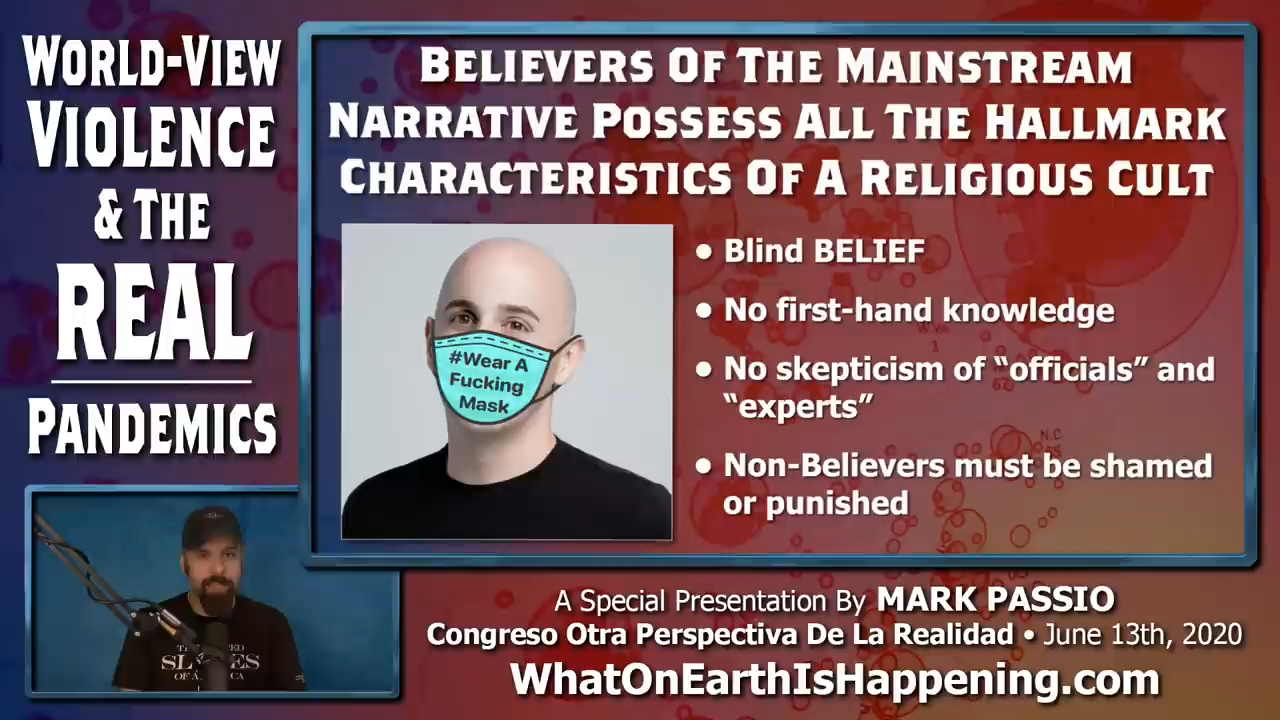 WORLD-VIEW
VIOLENCE
& THE
REAL
PANDEMICS
BELIEVERS OF THE MAINSTREAM
NARRATIVE POSSESS ALL THE HALLMARK
CHARACTERISTICS OF A RELIGIOUS CULT
#Wear A
Fucking
Mask
• Blind BELIEF
• No first-hand knowledge
• No skepticism of “officials” and
“experts”
• Non-Believers must be shamed
or punished
N.C
A Special Presentation By MARK PASSIO
Congreso Otra Perspectiva De La Realidad • June 13th, 2020
WhatOnEarthIsHappening.com